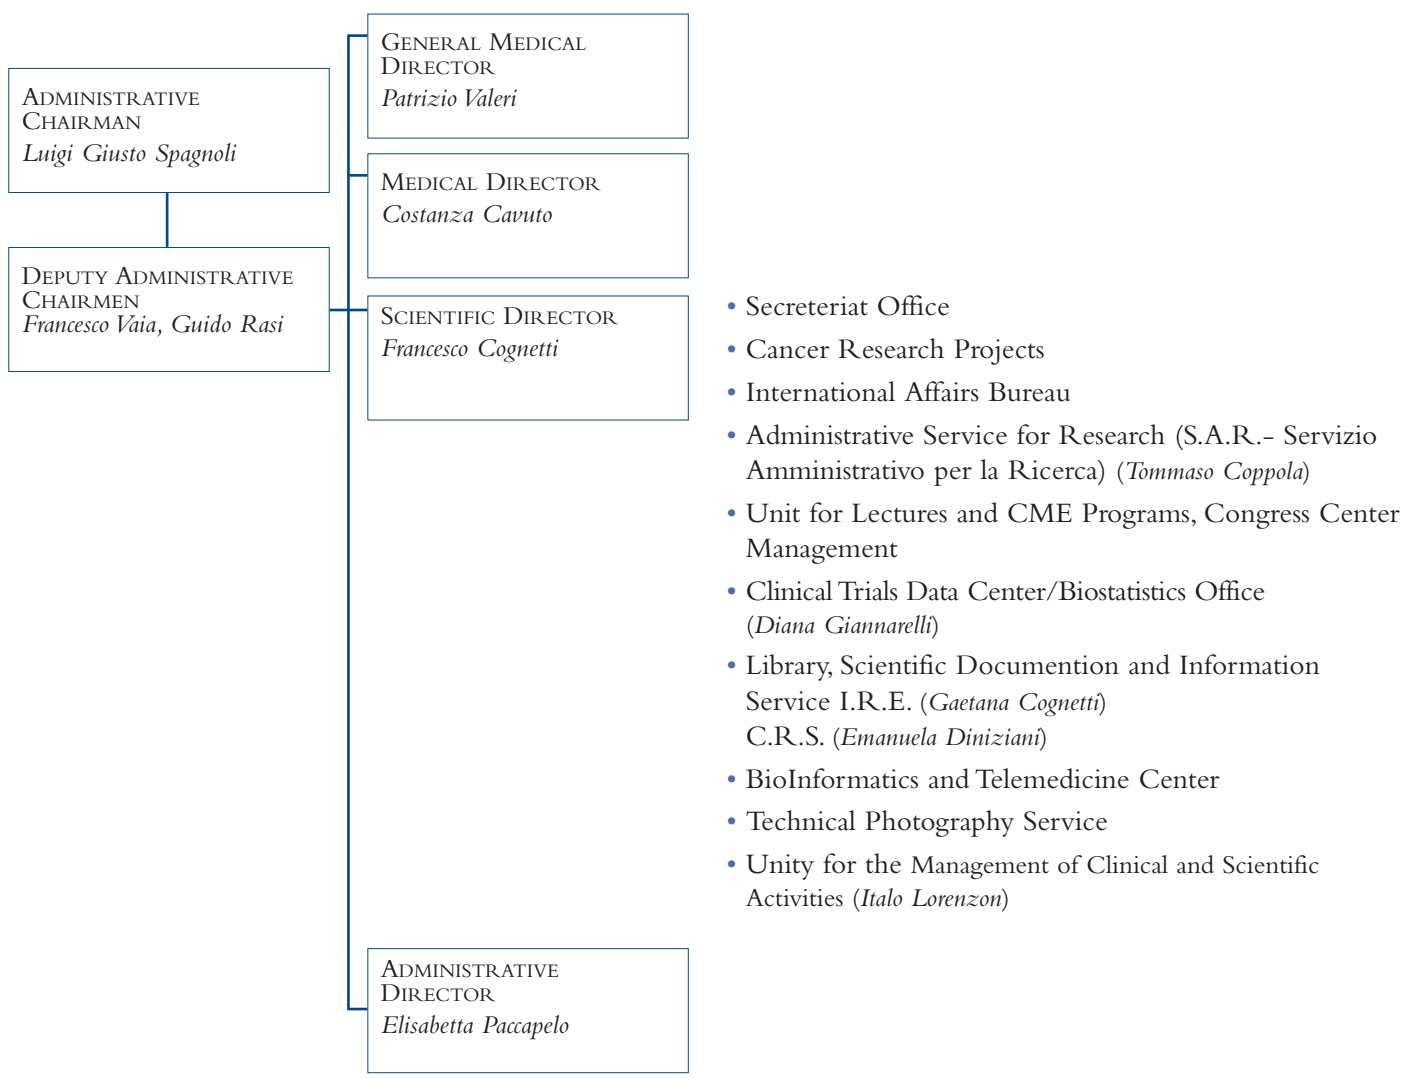 ADMINISTRATIVE
CHAIRMAN
Luigi Giusto Spagnoli
DEPUTY ADMINISTRATIVE
CHAIRMEN
Francesco Vaia, Guido Rasi
GENERAL MEDICAL
DIRECTOR
Patrizio Valeri
MEDICAL DIRECTOR
Costanza Cavuto
SCIENTIFIC DIRECTOR
Francesco Cognetti
• Secreteriat Office
• Cancer Research Projects
• International Affairs Bureau
• Administrative Service for Research (S.A.R.- Servizio
Amministrativo per la Ricerca) (Tommaso Coppola)
• Unit for Lectures and CME Programs, Congress Center
Management
• Clinical Trials Data Center/Biostatistics Office
(Diana Giannarelli)
• Library, Scientific Documention and Information
Service I.R.E. (Gaetana Cognetti)
C.R.S. (Emanuela Diniziani)
• BioInformatics and Telemedicine Center
• Technical Photography Service
• Unity for the Management of Clinical and Scientific
Activities (Italo Lorenzon)
ADMINISTRATIVE
DIRECTOR
Elisabetta Paccapelo